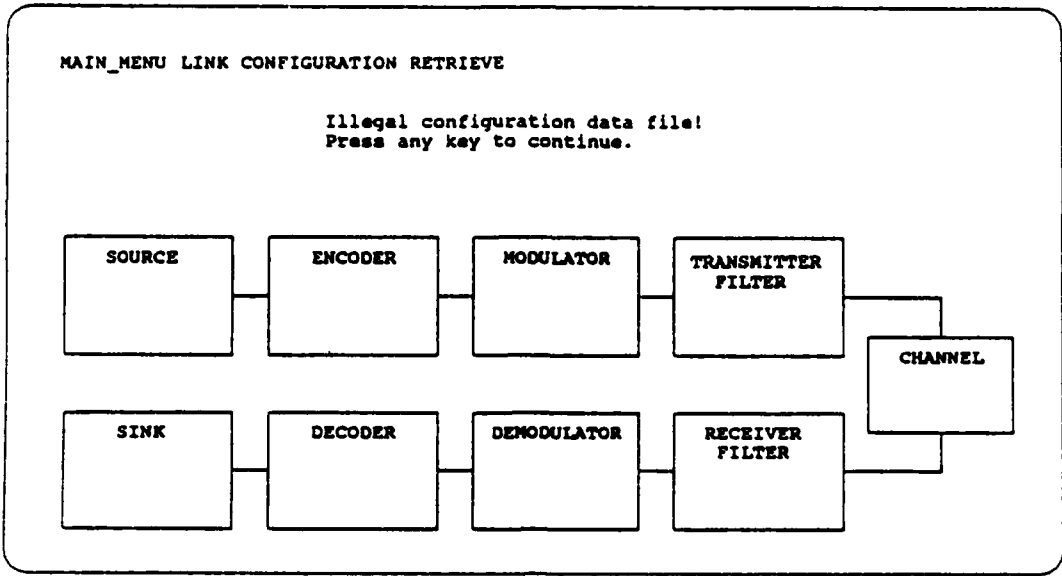 MAIN_MENU LINK CONFIGURATION RETRIEVE
Illegal configuration data file!
Press any key to continue.
SOURCE
ENCODER
MODULATOR
TRANSMITTER
FILTER
CHANNEL
SINK
DECODER
DEMODULATOR
RECEIVER
FILTER